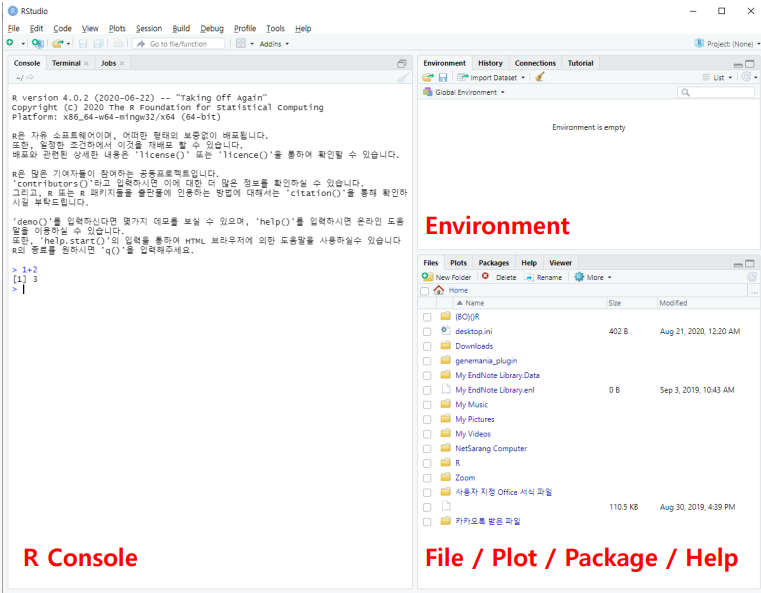 RStudio
File Edit Code View Plots Session Build Debug Profile Tools Help
Go to file/function Addins Project: (None)
Console Terminal Jobs
~/
R version 4.0.2 (2020-06-22) -- "Taking Off Again"
Copyright (C) 2020 The R Foundation for Statistical Computing
Platform: x86_64-w64-mingw32/x64 (64-bit)
R은 자유 소프트웨어이며, 어떠한 형태의 보증없이 배포됩니다.
또한, 일정한 조건하에서 이것을 재배포 할 수 있습니다.
배포와 관련된 상세한 내용은 'license()' 또는 'licence()'을 통하여 확인할 수 있습니다.
R은 많은 기여자들이 참여하는 공동프로젝트입니다.
'contributors()'라고 입력하시면 이에 대한 더 많은 정보를 확인하실 수 있습니다.
그리고, R 또는 R 패키지들을 출판물에 인용하는 방법에 대해서는 'citation()'을 통해 확인하
시길 부탁드립니다.
'demo()'를 입력하신다면 몇가지 데모를 보실 수 있으며, 'help()'를 입력하시면 온라인 도움
말을 이용하실 수 있습니다.
또한, 'help.start()'의 입력을 통하여 HTML 브라우저에 의한 도움말을 사용하실수 있습니다
R의 종료를 원하시면 'q()'을 입력해주세요.
> 1+2
[1] 3
>
R Console
Environment History Connections Tutorial
Import Dataset List
Global Environment
Environment is empty
Environment
Files Plots Packages Help Viewer
New Folder Delete Rename More
Home
Name Size Modified
(BO)()R
desktop.ini 402 B Aug 21, 2020, 12:20 AM
Downloads
genemania_plugin
My EndNote Library.Data
My EndNote Library.enl 0 B Sep 3, 2019, 10:43 AM
My Music
My Pictures
My Videos
NetSarang Computer
R
Zoom
사용자 지정 Office 서식 파일
110.5 KB Aug 30, 2019, 4:39 PM
카카오톡 받은 파일
File / Plot / Package / Help